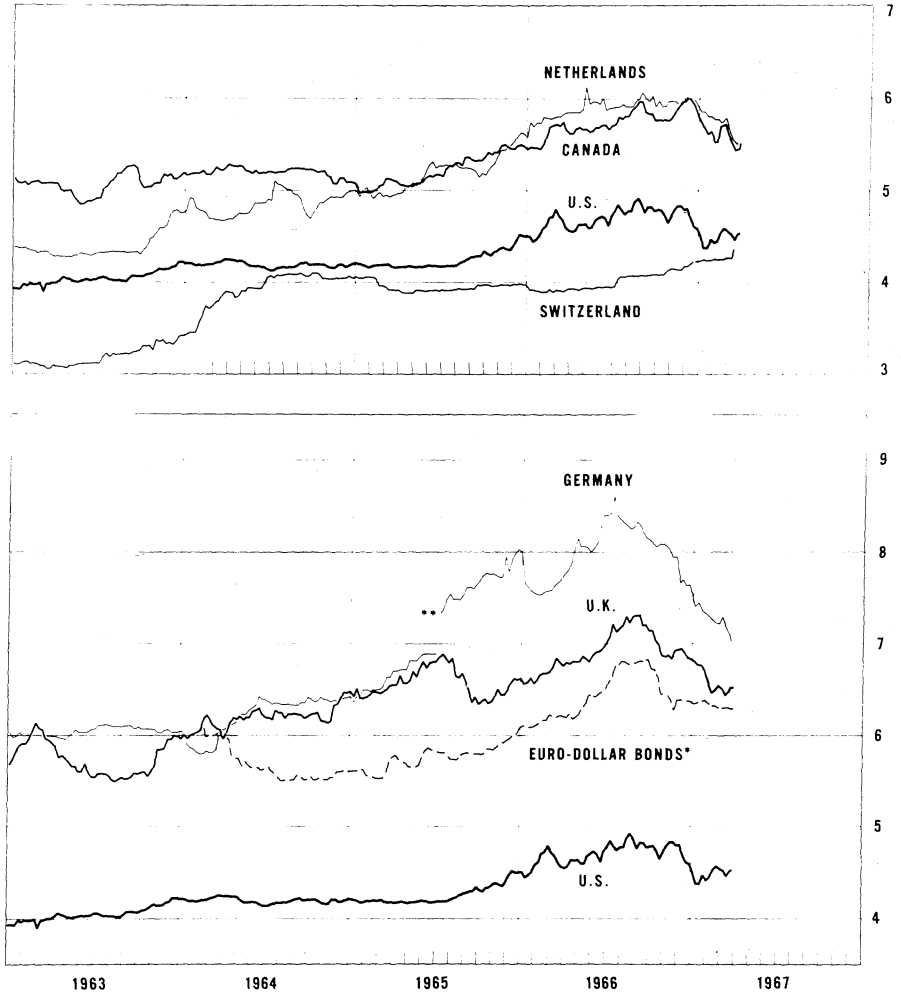 7
NETHERLANDS
6
CANADA
5
U.S.
4
SWITZERLAND
3
9
GERMANY
8
U.K.
**
7
6
EURO-DOLLAR BONDS*
5
U.S.
4
1963 1964 1965 1966 1967